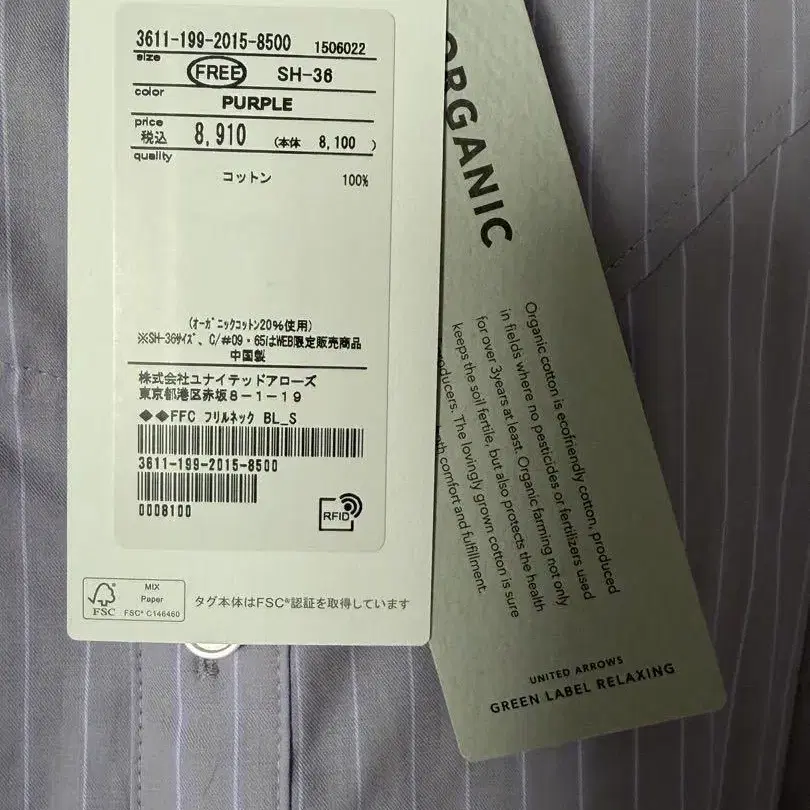 3611-199-2015-8500 1506022
size
FREE SH-36
color
PURPLE
price
税込 8,910 (本体 8,100 )
quality
コットン 100%
(オーガニックコットン20%使用)
※SH-36サイズ、C/#09・65はWEB限定販売商品
中国製
株式会社ユナイテッドアローズ
東京都港区赤坂8-1-19
◆◆FFC フリルネック BL_S
3611-199-2015-8500
0008100
RFID
FSC
MIX
Paper
FSC® C146460
タグ本体はFSC®認証を取得しています
ORGANIC
Organic cotton is ecofriendly cotton, produced
in fields where no pesticides or fertilizers used
for over 3years at least. Organic farming not only
keeps the soil fertile, but also protects the health
producers. The lovingly grown cotton is sure
both comfort and fulfillment.
UNITED ARROWS
GREEN LABEL RELAXING